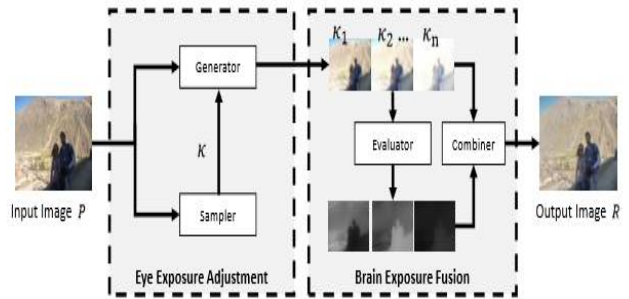 Input Image P
Generator
κ
Sampler
Eye Exposure Adjustment
κ1 κ2 ... κn
Evaluator
Combiner
Brain Exposure Fusion
Output Image R